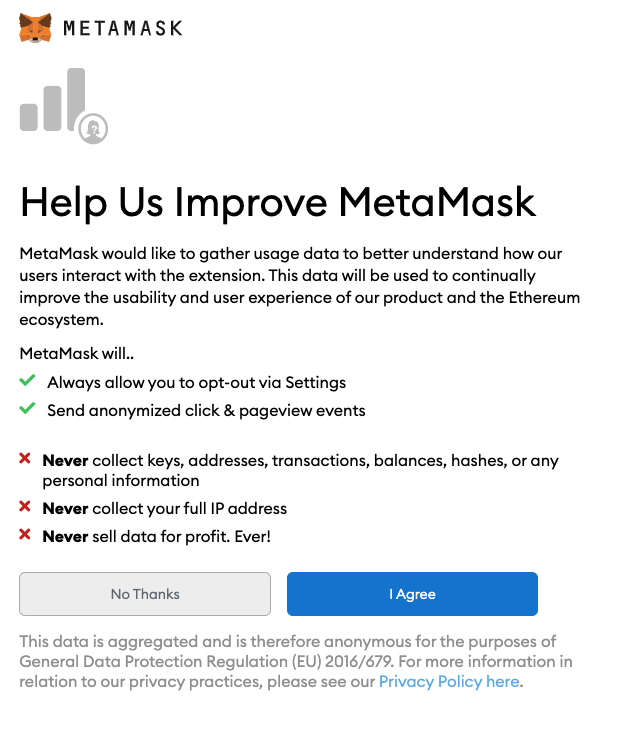 METAMASK
Help Us Improve MetaMask
MetaMask would like to gather usage data to better understand how our
users interact with the extension. This data will be used to continually
improve the usability and user experience of our product and the Ethereum
ecosystem.
MetaMask will..
Always allow you to opt-out via Settings
Send anonymized click & pageview events
Never collect keys, addresses, transactions, balances, hashes, or any
personal information
Never collect your full IP address
Never sell data for profit. Ever!
No Thanks
I Agree
This data is aggregated and is therefore anonymous for the purposes of
General Data Protection Regulation (EU) 2016/679. For more information in
relation to our privacy practices, please see our Privacy Policy here.